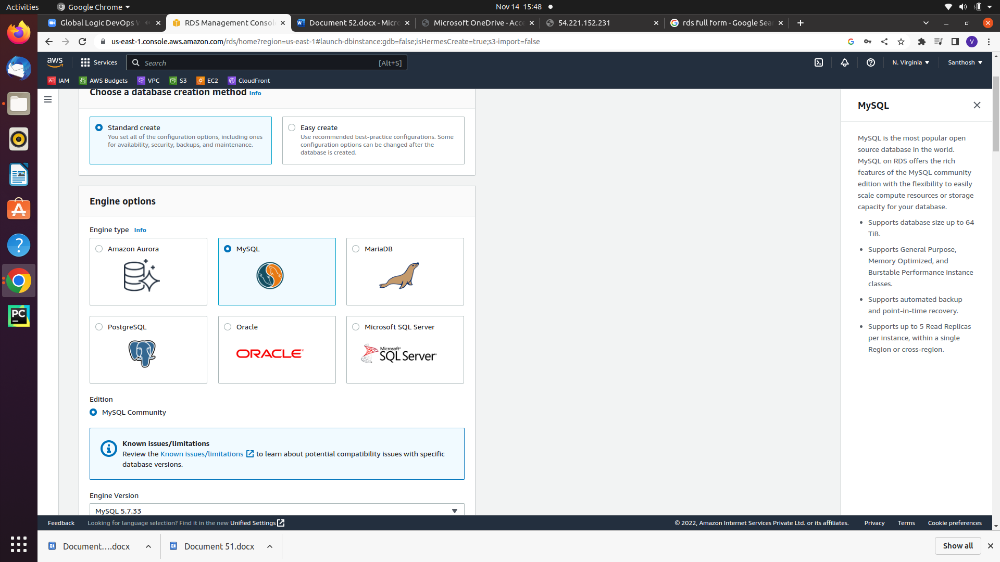 Activities
Google Chrome
Nov 14 15:48
Global Logic DevOps
RDS Management Consol
Document 52.docx - Micro
Microsoft OneDrive - Acce
54.221.152.231
rds full form - Google Sea
us-east-1.console.aws.amazon.com/rds/home?region=us-east-1#launch-dbinstance:gdb=false;isHermesCreate=true;s3-import=false
V
aws
Services
Search
[Alt+S]
N. Virginia
Santhosh
IAM
AWS Budgets
VPC
S3
EC2
CloudFront
Choose a database creation method Info
Standard create
You set all of the configuration options, including ones
for availability, security, backups, and maintenance.
Easy create
Use recommended best-practice configurations. Some
configuration options can be changed after the
database is created.
Engine options
Engine type Info
Amazon Aurora
MySQL
MariaDB
PostgreSQL
Oracle
ORACLE
Microsoft SQL Server
Microsoft
SQL Server
Edition
MySQL Community
Known issues/limitations
Review the Known issues/limitations to learn about potential compatibility issues with specific
database versions.
Engine Version
MySQL 5.7.33
MySQL
MySQL is the most popular open
source database in the world.
MySQL on RDS offers the rich
features of the MySQL community
edition with the flexibility to easily
scale compute resources or storage
capacity for your database.
• Supports database size up to 64
TiB.
• Supports General Purpose,
Memory Optimized, and
Burstable Performance instance
classes.
• Supports automated backup
and point-in-time recovery.
• Supports up to 5 Read Replicas
per instance, within a single
Region or cross-region.
PC
Feedback
Looking for language selection? Find it in the new Unified Settings
© 2022, Amazon Internet Services Private Ltd. or its affiliates.
Privacy
Terms
Cookie preferences
Document....docx
Document 51.docx
Show all